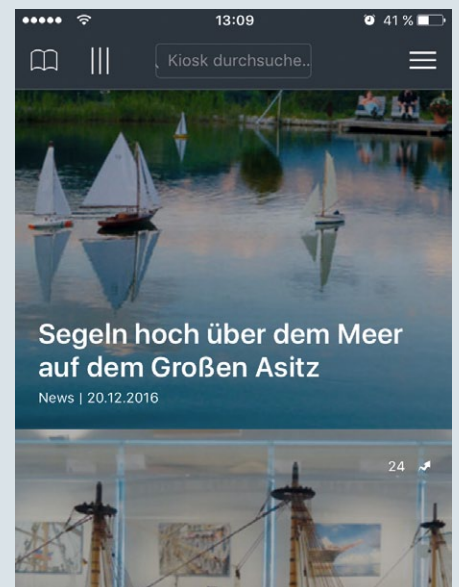 13:09
41 %
Kiosk durchsuche..
Segeln hoch über dem Meer
auf dem Großen Asitz
News | 20.12.2016
24